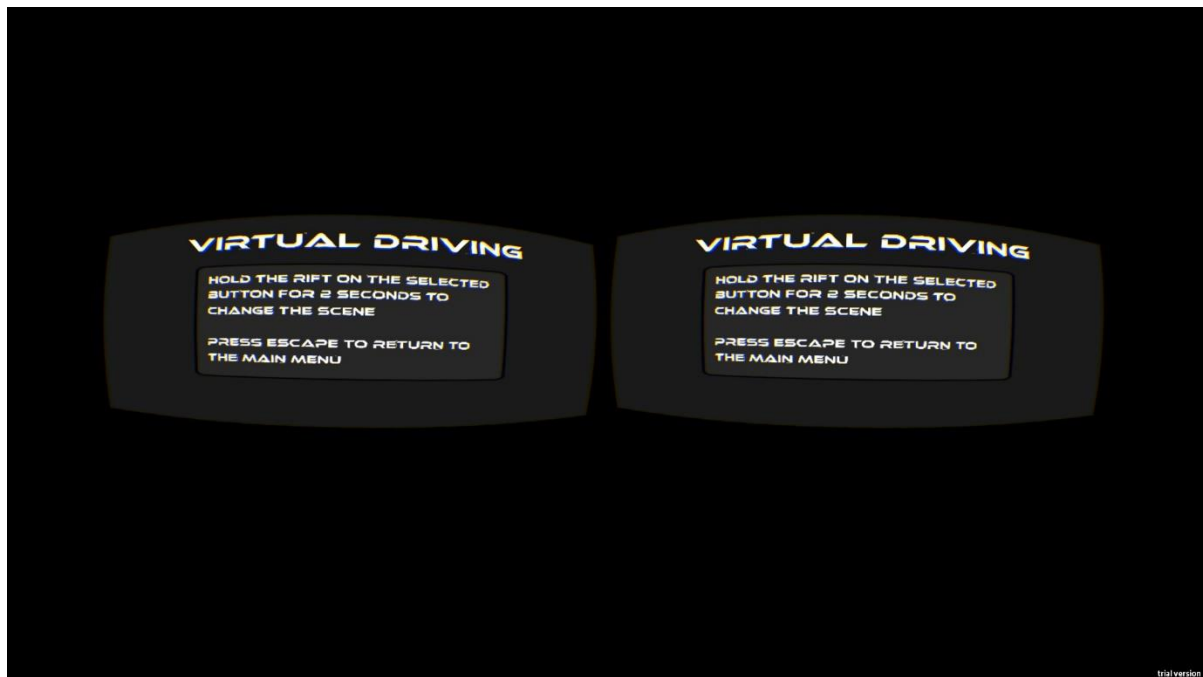 VIRTUAL DRIVING
HOLD THE RIFT ON THE SELECTED
BUTTON FOR 2 SECONDS TO
CHANGE THE SCENE
PRESS ESCAPE TO RETURN TO
THE MAIN MENU
VIRTUAL DRIVING
HOLD THE RIFT ON THE SELECTED
BUTTON FOR 2 SECONDS TO
CHANGE THE SCENE
PRESS ESCAPE TO RETURN TO
THE MAIN MENU
trial version